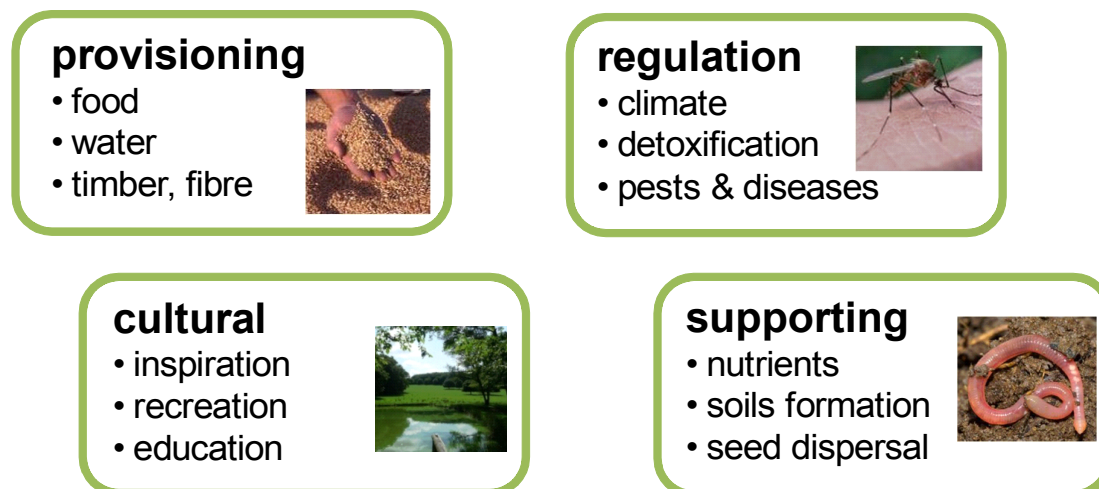 provisioning
• food
• water
• timber, fibre
regulation
• climate
• detoxification
• pests & diseases
cultural
• inspiration
• recreation
• education
supporting
• nutrients
• soils formation
• seed dispersal